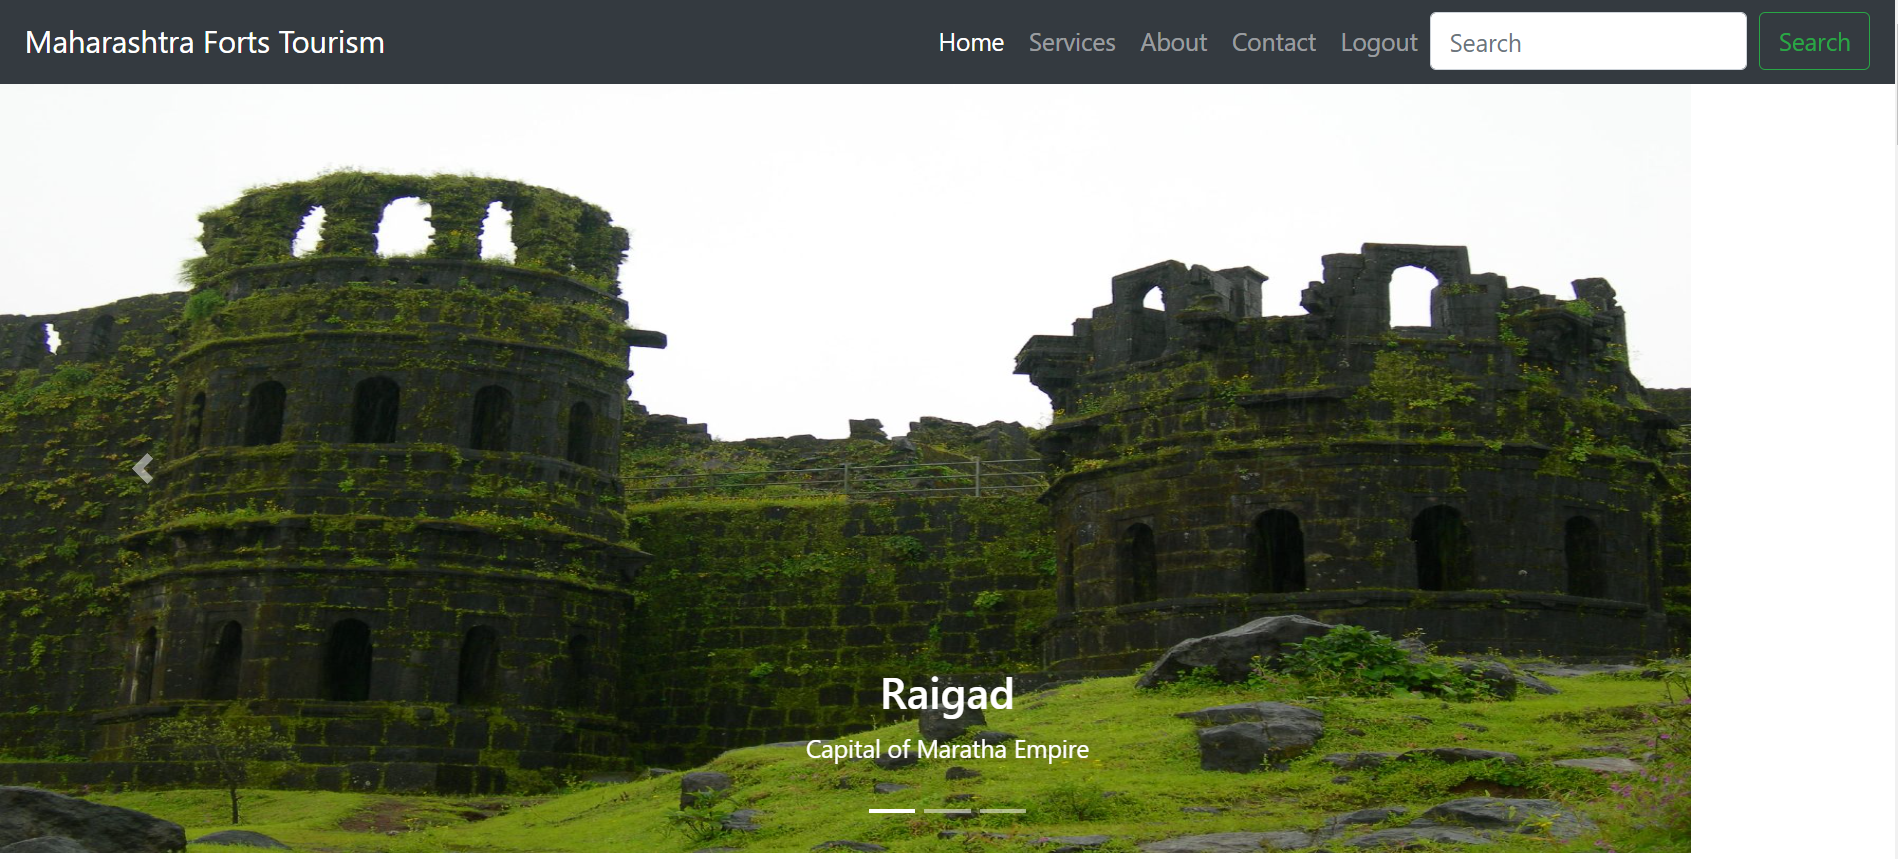 Maharashtra Forts Tourism
Home Services About Contact Logout Search Search
Raigad
Capital of Maratha Empire